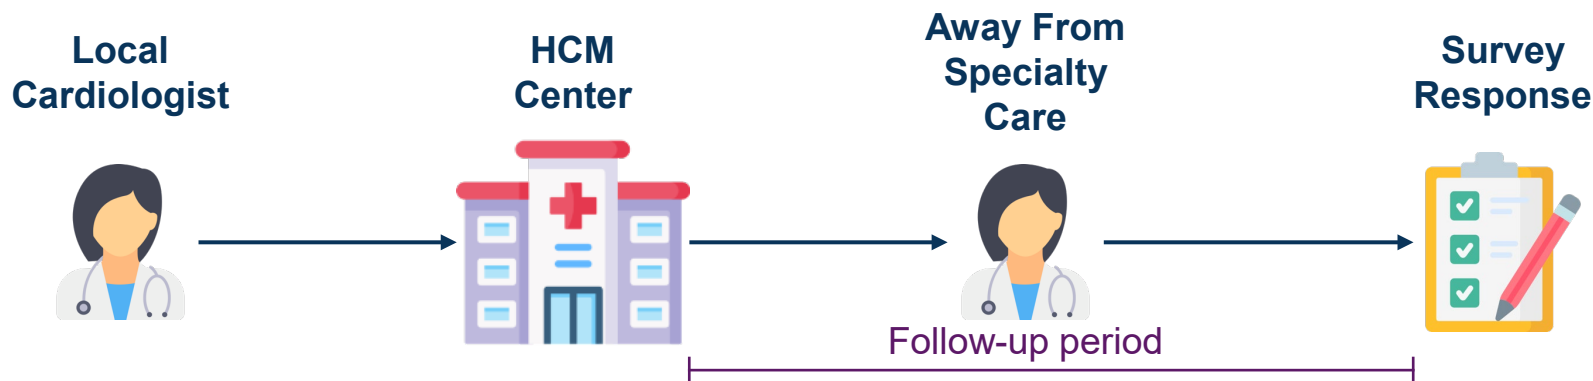 Local
Cardiologist
HCM
Center
Away From
Specialty
Care
Survey
Response
Follow-up period